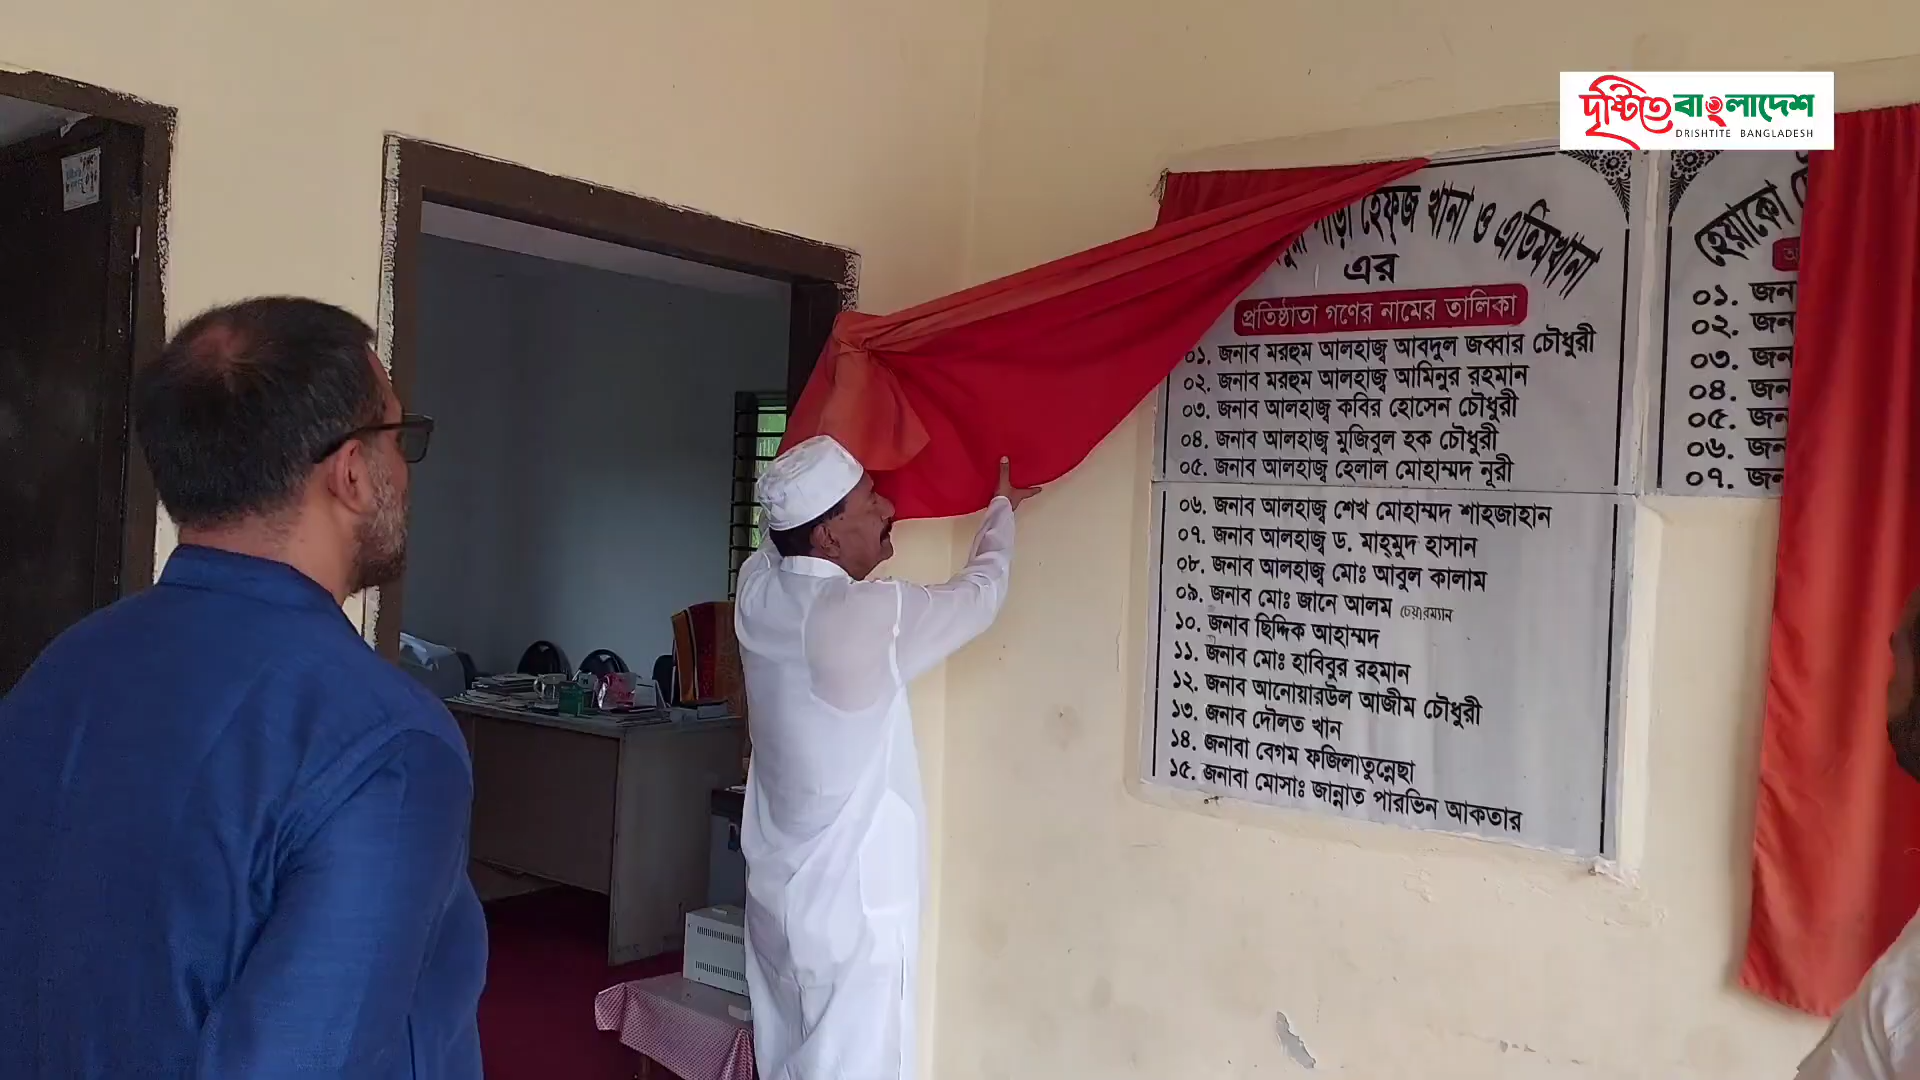 দৃষ্টিতে বাংলাদেশ
DRISHTITE BANGLADESH
পাড়া হেফ্জ খানা ও এতিমখানা
এর
প্রতিষ্ঠাতা গণের নামের তালিকা
০১. জনাব মরহুম আলহাজ্ব আবদুল জব্বার চৌধুরী
০২. জনাব মরহুম আলহাজ্ব আমিনুর রহমান
০৩. জনাব আলহাজ্ব কবির হোসেন চৌধুরী
০৪. জনাব আলহাজ্ব মুজিবুল হক চৌধুরী
০৫. জনাব আলহাজ্ব হেলাল মোহাম্মদ নূরী
০৬. জনাব আলহাজ্ব শেখ মোহাম্মদ শাহজাহান
০৭. জনাব আলহাজ্ব ড. মাহ্‌মুদ হাসান
০৮. জনাব আলহাজ্ব মোঃ আবুল কালাম
০৯. জনাব মোঃ জানে আলম চেয়ারম্যান
১০. জনাব ছিদ্দিক আহাম্মদ
১১. জনাব মোঃ হাবিবুর রহমান
১২. জনাব আনোয়ারউল আজীম চৌধুরী
১৩. জনাব দৌলত খান
১৪. জনাবা বেগম ফজিলাতুন্নেছা
১৫. জনাবা মোসাঃ জান্নাত পারভিন আকতার
হেয়াকো
০১. জন
০২. জন
০৩. জন
০৪. জন
০৫. জন
০৬. জন
০৭. জন